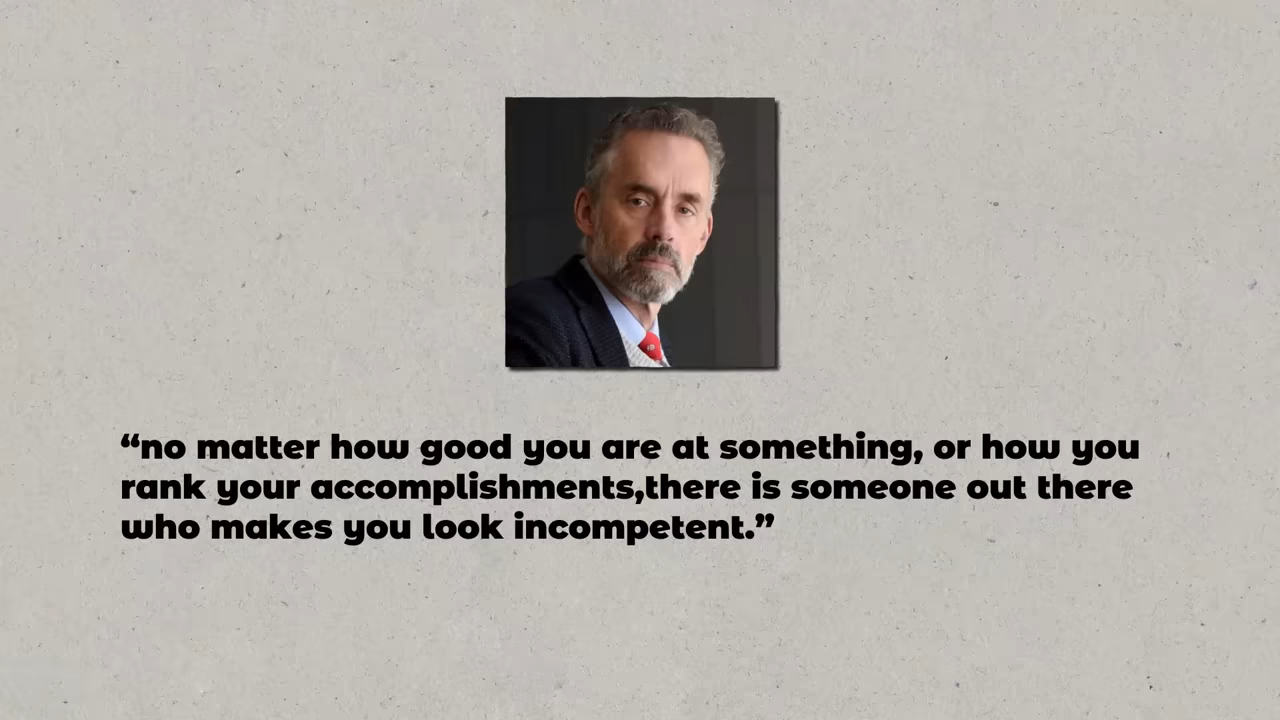 “no matter how good you are at something, or how you
rank your accomplishments,there is someone out there
who makes you look incompetent.”